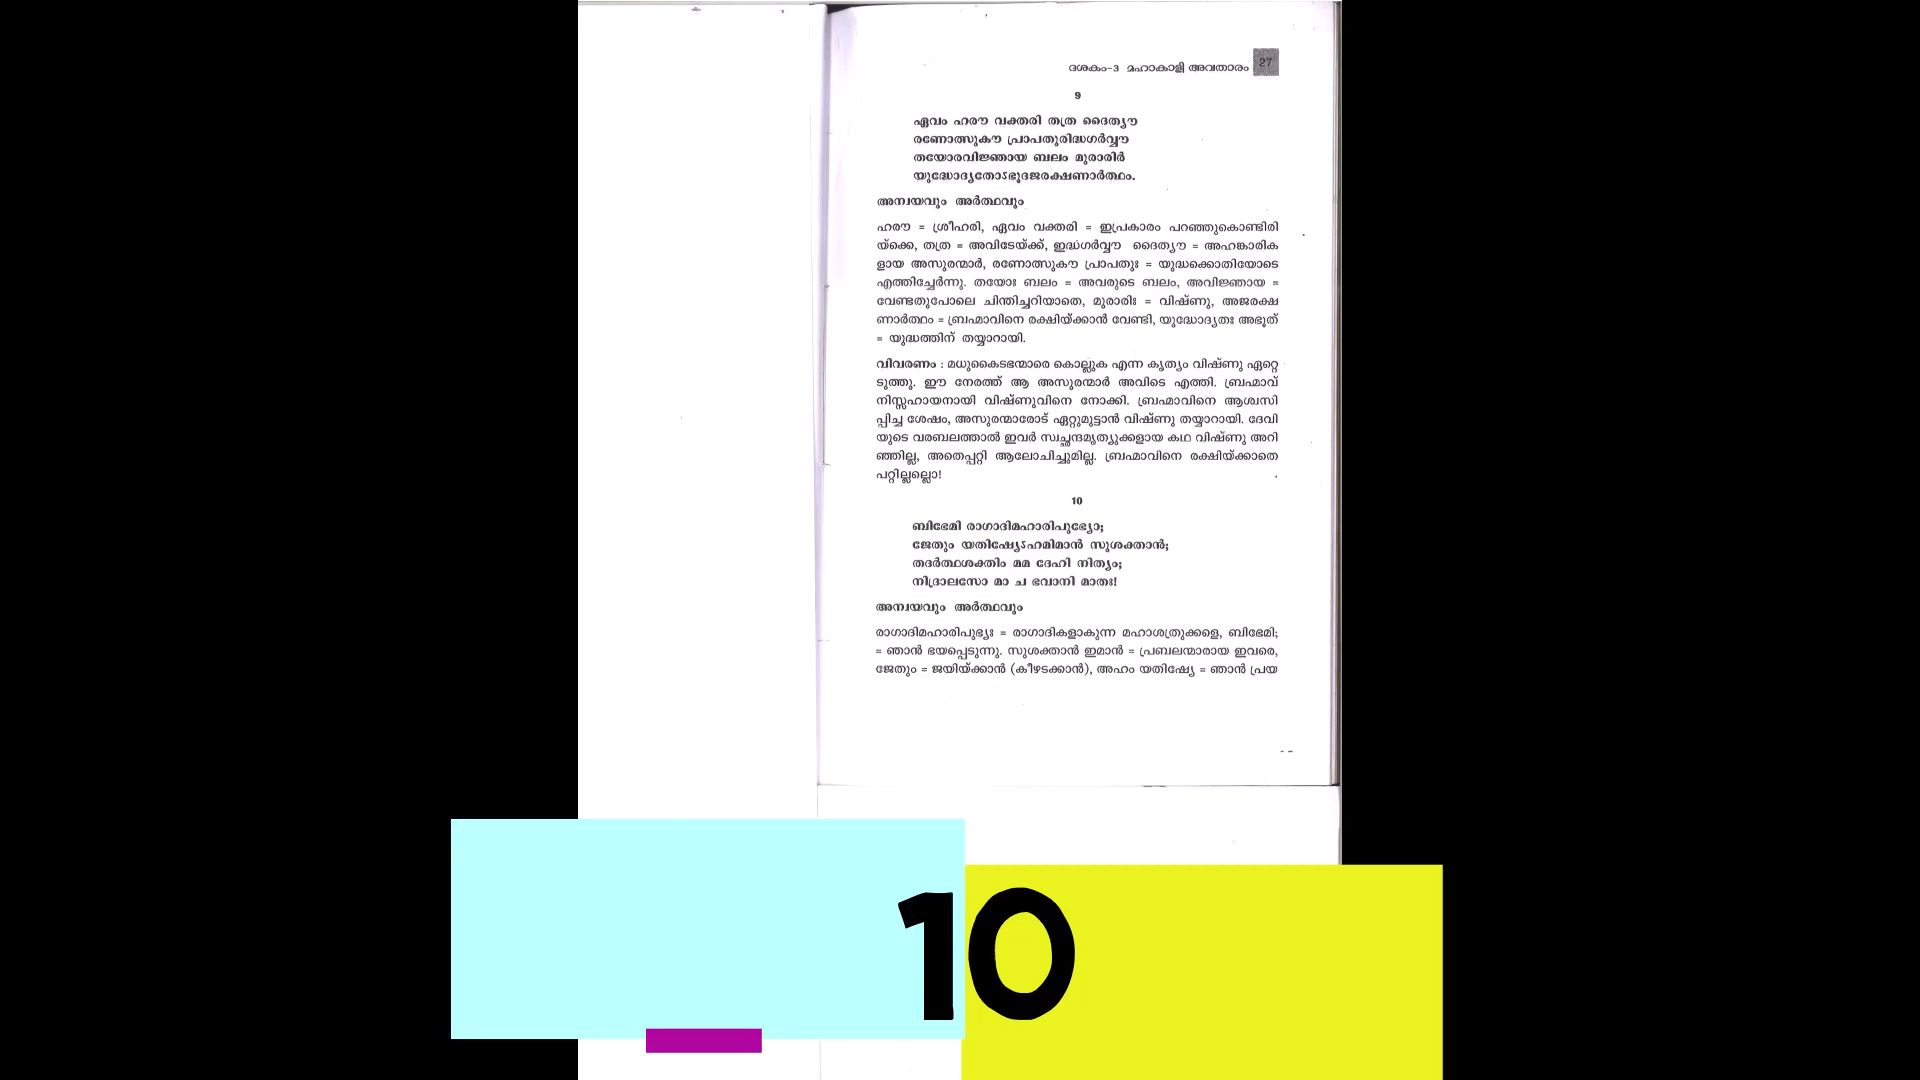 ദശകം-3 മഹാകാളീ അവതാരം 27
9
ഏവം ഹരൗ വക്തരി തത്ര ദൈത്യൗ
രണോത്സുകൗ പ്രാപതുരിദ്ധഗർവ്വൗ
തയോരവിജ്ഞായ ബലം മുരാരിർ
യുദ്ധോദ്യതോഽഭൂദജരക്ഷണാർത്ഥം.
അന്വയവും അർത്ഥവും
ഹരൗ = ശ്രീഹരി, ഏവം വക്തരി = ഇപ്രകാരം പറഞ്ഞുകൊണ്ടിരി
യ്ക്കെ, തത്ര = അവിടേയ്ക്ക്, ഇദ്ധഗർവ്വൗ ദൈത്യൗ = അഹങ്കാരിക
ളായ അസുരന്മാർ, രണോത്സുകൗ പ്രാപതുഃ = യുദ്ധക്കൊതിയോടെ
എത്തിച്ചേർന്നു. തയോഃ ബലം = അവരുടെ ബലം, അവിജ്ഞായ =
വേണ്ടതുപോലെ ചിന്തിച്ചറിയാതെ, മുരാരിഃ = വിഷ്ണു, അജരക്ഷ
ണാർത്ഥം = ബ്രഹ്മാവിനെ രക്ഷിയ്ക്കാൻ വേണ്ടി, യുദ്ധോദ്യതഃ അഭൂത്
= യുദ്ധത്തിന് തയ്യാറായി.
വിവരണം : മധുകൈടഭന്മാരെ കൊല്ലുക എന്ന കൃത്യം വിഷ്ണു ഏറ്റെ
ടുത്തു. ഈ നേരത്ത് ആ അസുരന്മാർ അവിടെ എത്തി. ബ്രഹ്മാവ്
നിസ്സഹായനായി വിഷ്ണുവിനെ നോക്കി. ബ്രഹ്മാവിനെ ആശ്വസി
പ്പിച്ച ശേഷം, അസുരന്മാരോട് ഏറ്റുമുട്ടാൻ വിഷ്ണു തയ്യാറായി. ദേവി
യുടെ വരബലത്താൽ ഇവർ സ്വച്ഛന്ദമൃത്യുക്കളായ കഥ വിഷ്ണു അറി
ഞ്ഞില്ല, അതെപ്പറ്റി ആലോചിച്ചുമില്ല. ബ്രഹ്മാവിനെ രക്ഷിയ്ക്കാതെ
പറ്റില്ലല്ലൊ!
10
ബിഭേമി രാഗാദിമഹാരിപുഭ്യോ;
ജേതും യതിഷ്യേഽഹമിമാൻ സുശക്താൻ;
തദർത്ഥശക്തിം മമ ദേഹി നിത്യം;
നിദ്രാലസോ മാ ച ഭവാനി മാതഃ!
അന്വയവും അർത്ഥവും
രാഗാദിമഹാരിപുഭ്യഃ = രാഗാദികളാകുന്ന മഹാശത്രുക്കളെ, ബിഭേമി;
= ഞാൻ ഭയപ്പെടുന്നു. സുശക്താൻ ഇമാൻ = പ്രബലന്മാരായ ഇവരെ,
ജേതും = ജയിയ്ക്കാൻ (കീഴടക്കാൻ), അഹം യതിഷ്യേ = ഞാൻ പ്രയ
10